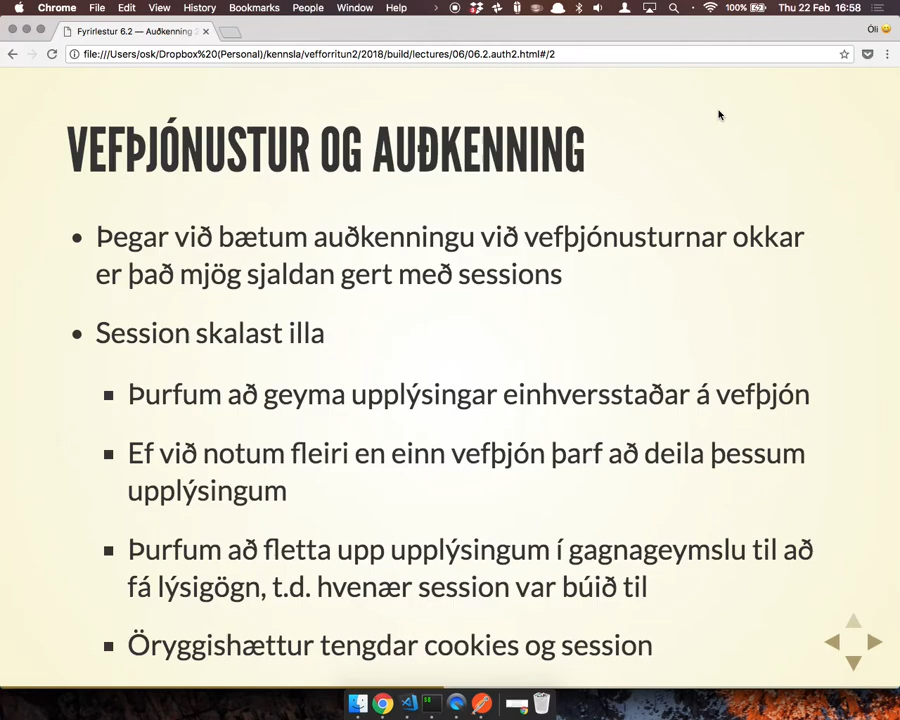 Chrome File Edit View History Bookmarks People Window Help 100% Thu 22 Feb 16:58
Fyrirlestur 6.2 — Auðkenning Óli
file:///Users/osk/Dropbox%20(Personal)/kennsla/vefforritun2/2018/build/lectures/06/06.2.auth2.html#/2
VEFÞJÓNUSTUR OG AUÐKENNING
• Þegar við bætum auðkenningu við vefþjónusturnar okkar
er það mjög sjaldan gert með sessions
• Session skalast illa
▪ Þurfum að geyma upplýsingar einhversstaðar á vefþjón
▪ Ef við notum fleiri en einn vefþjón þarf að deila þessum
upplýsingum
▪ Þurfum að fletta upp upplýsingum í gagnageymslu til að
fá lýsigögn, t.d. hvenær session var búið til
▪ Öryggishættur tengdar cookies og session